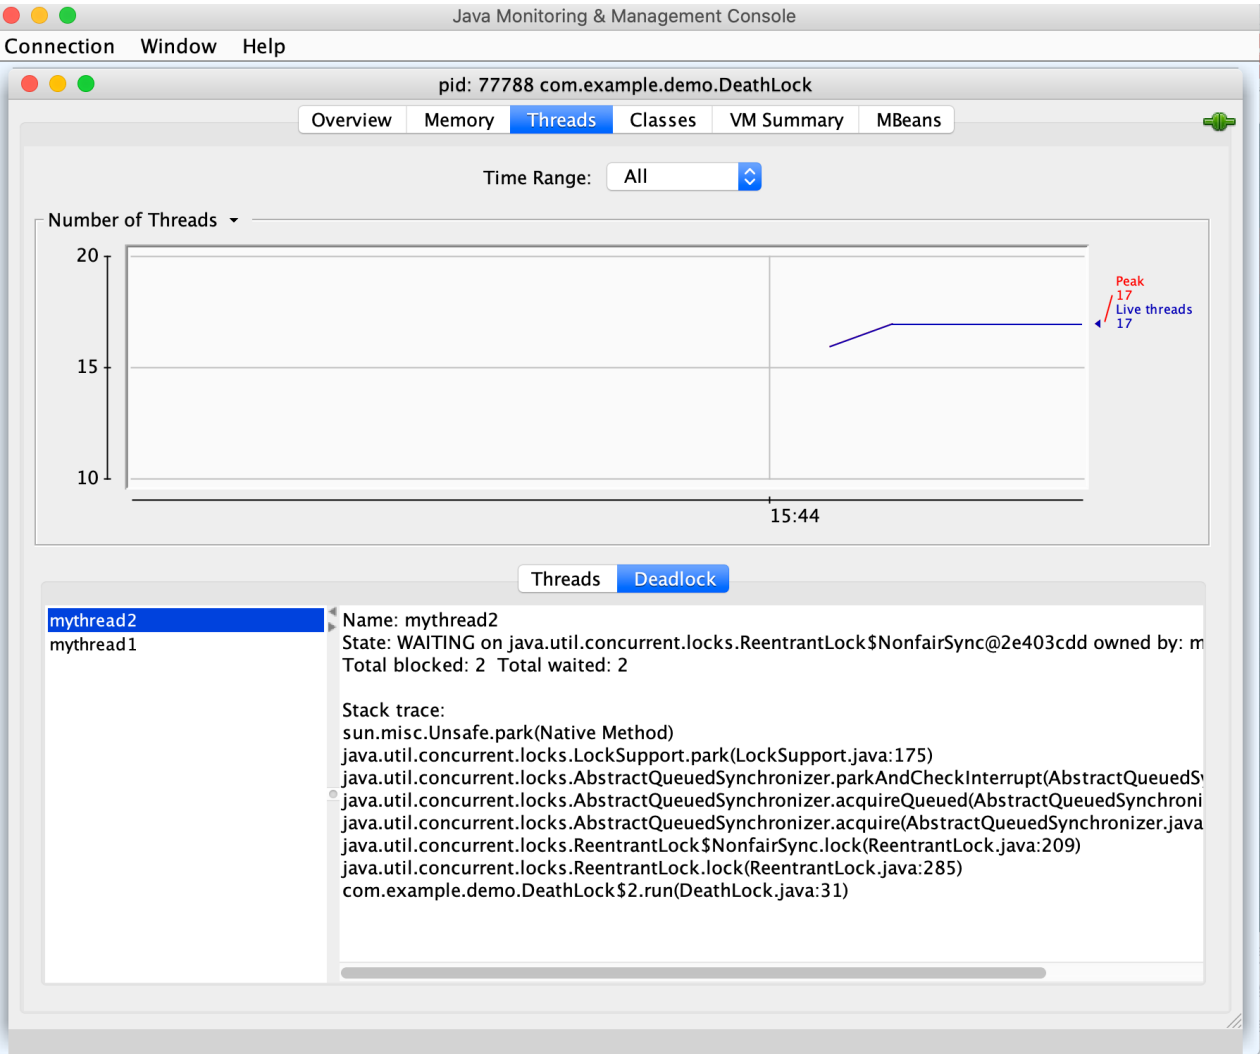 Java Monitoring & Management Console
Connection Window Help
pid: 77788 com.example.demo.DeathLock
Overview Memory Threads Classes VM Summary MBeans
Time Range: All
Number of Threads
20
15
10
Peak
17
Live threads
17
15:44
Threads Deadlock
mythread2
mythread1
Name: mythread2
State: WAITING on java.util.concurrent.locks.ReentrantLock$NonfairSync@2e403cdd owned by: m
Total blocked: 2 Total waited: 2
Stack trace:
sun.misc.Unsafe.park(Native Method)
java.util.concurrent.locks.LockSupport.park(LockSupport.java:175)
java.util.concurrent.locks.AbstractQueuedSynchronizer.parkAndCheckInterrupt(AbstractQueuedSy
java.util.concurrent.locks.AbstractQueuedSynchronizer.acquireQueued(AbstractQueuedSynchroni
java.util.concurrent.locks.AbstractQueuedSynchronizer.acquire(AbstractQueuedSynchronizer.java
java.util.concurrent.locks.ReentrantLock$NonfairSync.lock(ReentrantLock.java:209)
java.util.concurrent.locks.ReentrantLock.lock(ReentrantLock.java:285)
com.example.demo.DeathLock$2.run(DeathLock.java:31)